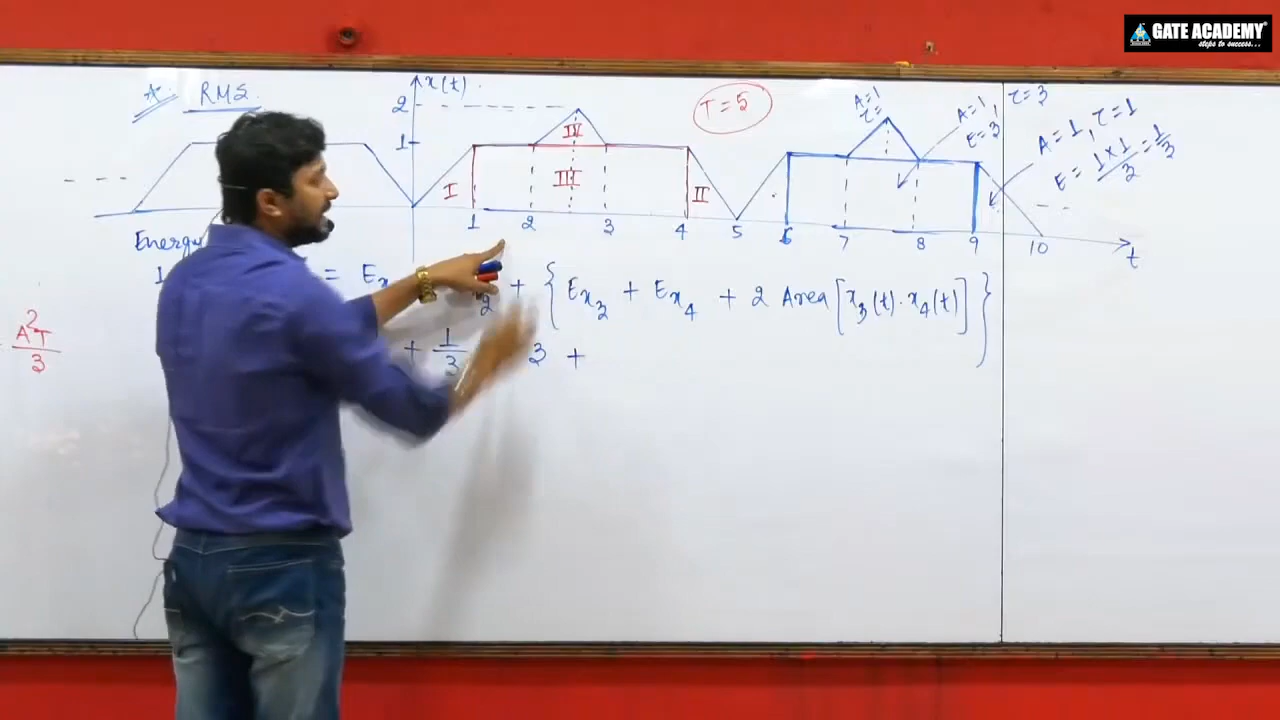 GATE ACADEMY®
steps to success...
A. RMS
x(t).
2
1
T = 5
A=1
τ=
A=1,
E=3
τ=3
A=1, τ=1
E = 1×1/3 = 1/3
I
IV
III
II
1 2 3 4 5 6 7 8 9 10
t
Energy
1 = Ex 2 + { Ex3 + Ex4 + 2 Area [x3(t)·x4(t)] }
A²T/3
+ 1/3 3 +